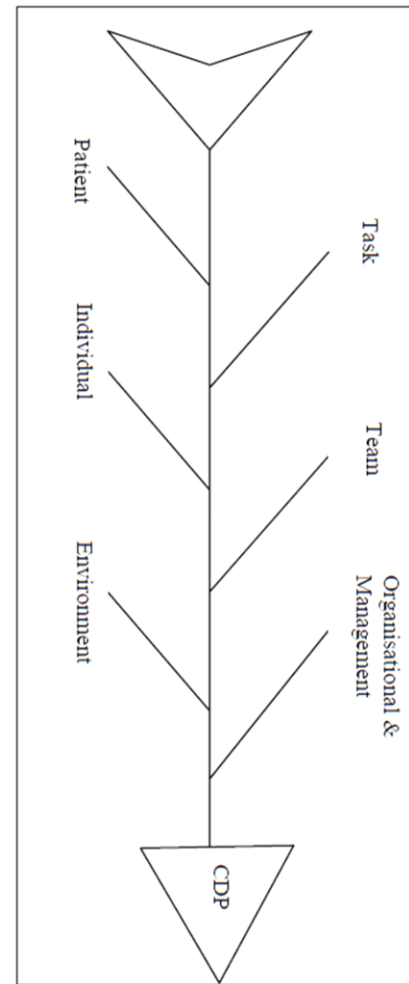 Task
Team
Organisational &
Management
Patient
Individual
Environment
CDP